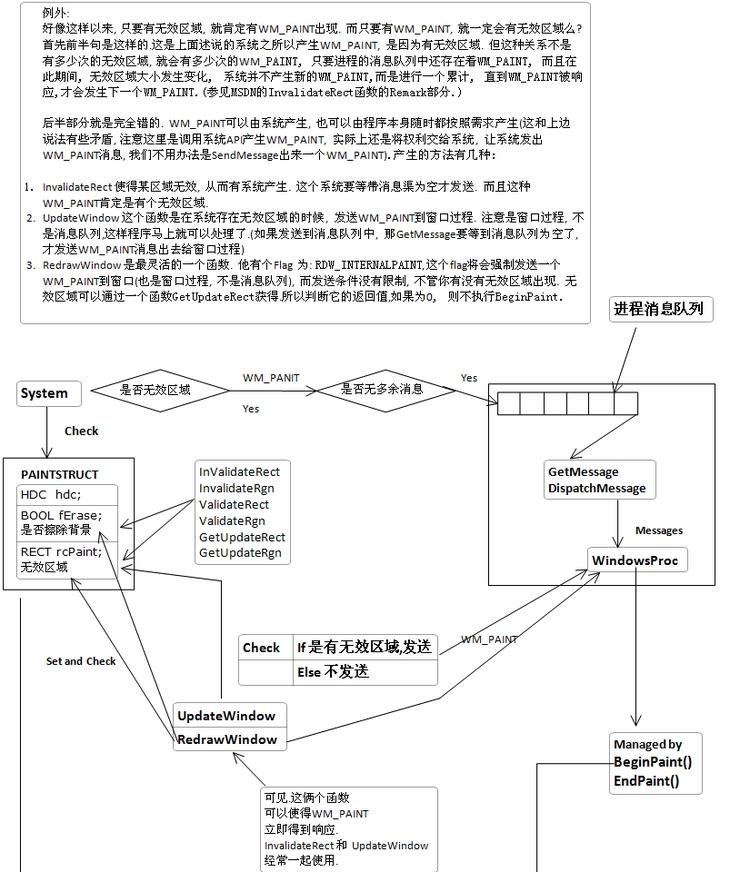 例外:
好像这样以来, 只要有无效区域, 就肯定有WM_PAINT出现. 而只要有WM_PAINT, 就一定会有无效区域么?
首先前半句是这样的.这是上面述说的系统之所以产生WM_PAINT, 是因为有无效区域. 但这种关系不是
有多少次的无效区域, 就会有多少次的WM_PAINT, 只要进程的消息队列中还存在着WM_PAINT, 而且在
此期间, 无效区域大小发生变化, 系统并不产生新的WM_PAINT,而是进行一个累计, 直到WM_PAINT被响
应,才会发生下一个WM_PAINT.(参见MSDN的InvalidateRect函数的Remark部分.)
后半部分就是完全错的. WM_PAINT可以由系统产生, 也可以由程序本身随时都按照需求产生(这和上边
说法有些矛盾,注意这里是调用系统API产生WM_PAINT, 实际上还是将权利交给系统, 让系统发出
WM_PAINT消息,我们不用办法是SendMessage出来一个WM_PAINT).产生的方法有几种:
1. InvalidateRect 使得某区域无效, 从而有系统产生. 这个系统要等带消息渠为空才发送. 而且这种
WM_PAINT肯定是有个无效区域.
2. UpdateWindow 这个函数是在系统存在无效区域的时候, 发送WM_PAINT到窗口过程. 注意是窗口过程, 不
是消息队列,这样程序马上就可以处理了.(如果发送到消息队列中, 那GetMessage要等到消息队列为空了,
才发送WM_PAINT消息出去给窗口过程)
3. RedrawWindow 是最灵活的一个函数. 他有个Flag 为: RDW_INTERNALPAINT,这个flag将会强制发送一个
WM_PAINT到窗口(也是窗口过程, 不是消息队列), 而发送条件没有限制, 不管你有没有无效区域出现. 无
效区域可以通过一个函数GetUpdateRect获得.所以判断它的返回值,如果为0, 则不执行BeginPaint.
进程消息队列
System
是否无效区域
WM_PANIT
Yes
是否无多余消息
Yes
Check
PAINTSTRUCT
HDC hdc;
BOOL fErase;
是否擦除背景
RECT rcPaint;
无效区域
InValidateRect
InvalidateRgn
ValidateRect
ValidateRgn
GetUpdateRect
GetUpdateRgn
GetMessage
DispatchMessage
Messages
WindowsProc
Check
If 是有无效区域,发送
Else 不发送
WM_PAINT
Set and Check
UpdateWindow
RedrawWindow
Managed by
BeginPaint()
EndPaint()
可见.这俩个函数
可以使得WM_PAINT
立即得到响应.
InvalidateRect 和 UpdateWindow
经常一起使用.